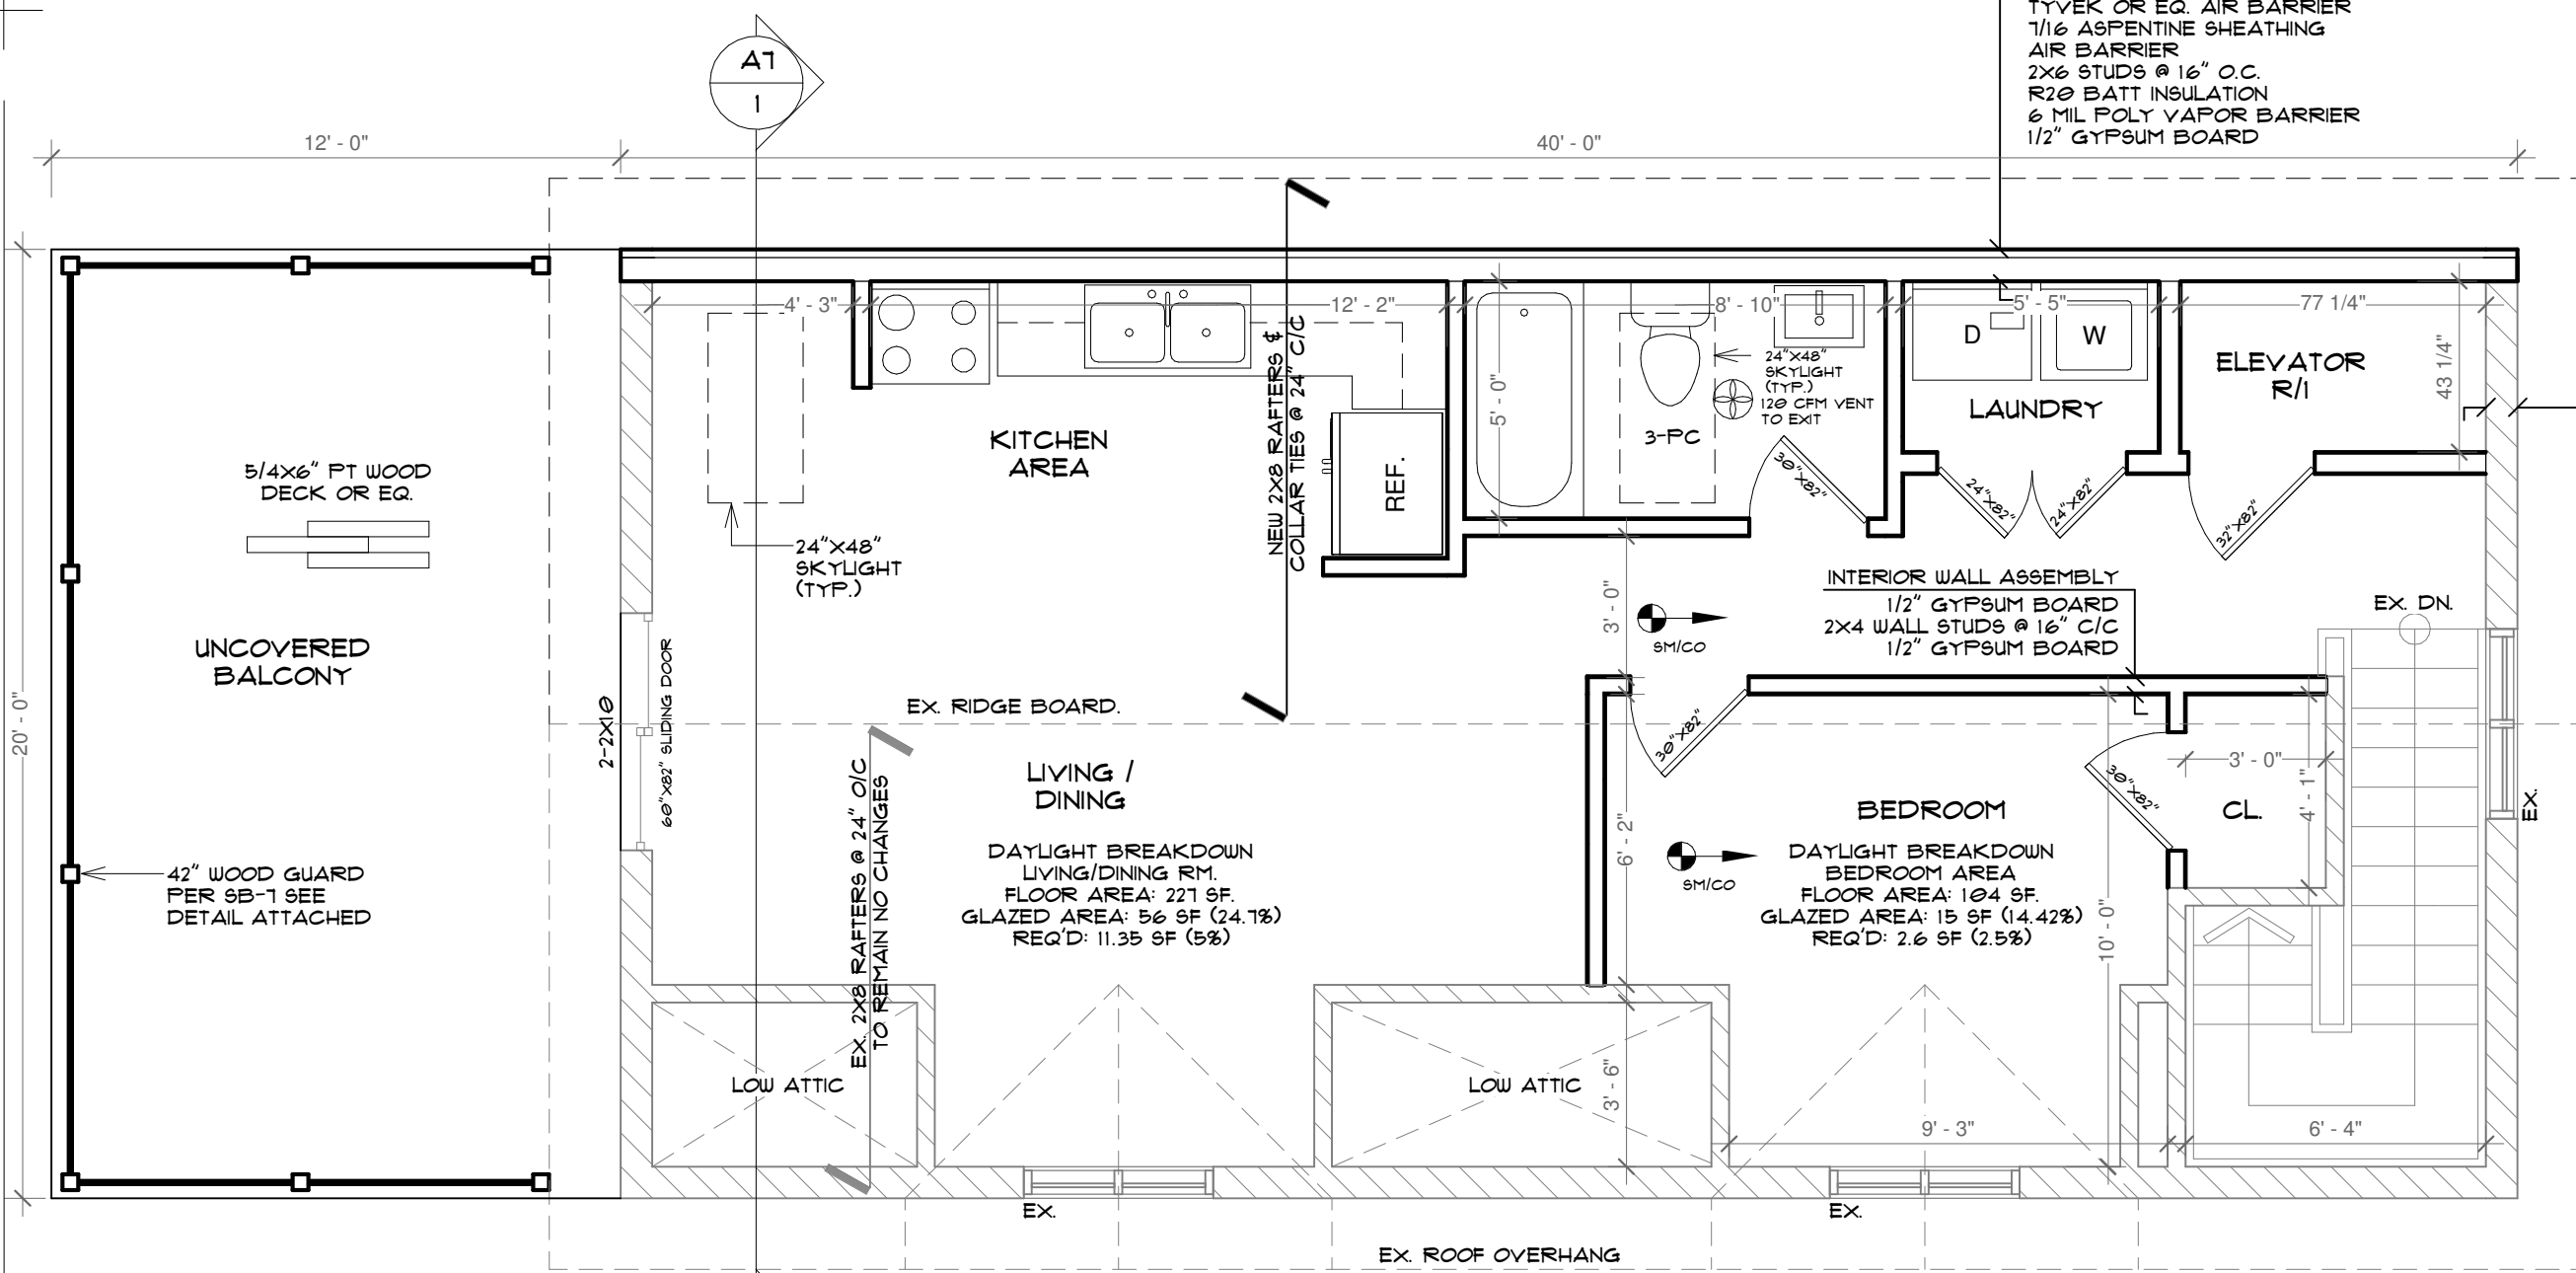 TYVEK OR EQ. AIR BARRIER
7/16 ASPENTINE SHEATHING
AIR BARRIER
2X6 STUDS @ 16" O.C.
R20 BATT INSULATION
6 MIL POLY VAPOR BARRIER
1/2" GYPSUM BOARD
A7
1
12' - 0"
40' - 0"
4' - 3"
12' - 2"
8' - 10"
5' - 5"
77 1/4"
D
W
ELEVATOR
R/1
43 1/4"
24"X48"
SKYLIGHT
(TYP.)
120 CFM VENT
TO EXIT
5' - 0"
3-PC
LAUNDRY
KITCHEN
AREA
REF.
NEW 2X8 RAFTERS &
COLLAR TIES @ 24" C/C
30"X82"
24"X82"
24"X82"
32"X82"
5/4X6" PT WOOD
DECK OR EQ.
24"X48"
SKYLIGHT
(TYP.)
INTERIOR WALL ASSEMBLY
1/2" GYPSUM BOARD
2X4 WALL STUDS @ 16" C/C
1/2" GYPSUM BOARD
EX. DN.
3' - 0"
SM/CO
UNCOVERED
BALCONY
20' - 0"
2-2X10
60"X82" SLIDING DOOR
EX. RIDGE BOARD.
30"X82"
30"X82"
3' - 0"
4' - 1"
CL.
EX.
LIVING /
DINING
BEDROOM
DAYLIGHT BREAKDOWN
LIVING/DINING RM.
FLOOR AREA: 227 SF.
GLAZED AREA: 56 SF (24.7%)
REQ'D: 11.35 SF (5%)
6' - 2"
SM/CO
DAYLIGHT BREAKDOWN
BEDROOM AREA
FLOOR AREA: 104 SF.
GLAZED AREA: 15 SF (14.42%)
REQ'D: 2.6 SF (2.5%)
10' - 0"
42" WOOD GUARD
PER SB-7 SEE
DETAIL ATTACHED
EX. 2X8 RAFTERS @ 24" O/C
TO REMAIN NO CHANGES
LOW ATTIC
LOW ATTIC
3' - 6"
9' - 3"
6' - 4"
EX.
EX.
EX. ROOF OVERHANG